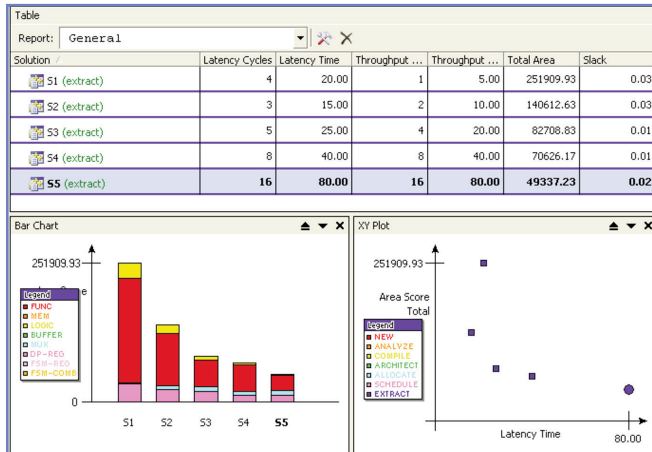 Table
Report: General
Solution / Latency Cycles Latency Time Throughput ... Throughput ... Total Area Slack
S1 (extract) 4 20.00 1 5.00 251909.93 0.03
S2 (extract) 3 15.00 2 10.00 140612.63 0.03
S3 (extract) 5 25.00 4 20.00 82708.83 0.01
S4 (extract) 8 40.00 8 40.00 70626.17 0.01
S5 (extract) 16 80.00 16 80.00 49337.23 0.02
Bar Chart
251909.93
Legend
FUNC
MEM
LOGIC
BUFFER
MUX
DP-REG
FSM-REG
FSM-COMB
0
S1 S2 S3 S4 S5
XY Plot
251909.93
Area Score
Total
Legend
NEW
ANALYZE
COMPILE
ARCHITECT
ALLOCATE
SCHEDULE
EXTRACT
0
Latency Time
80.00